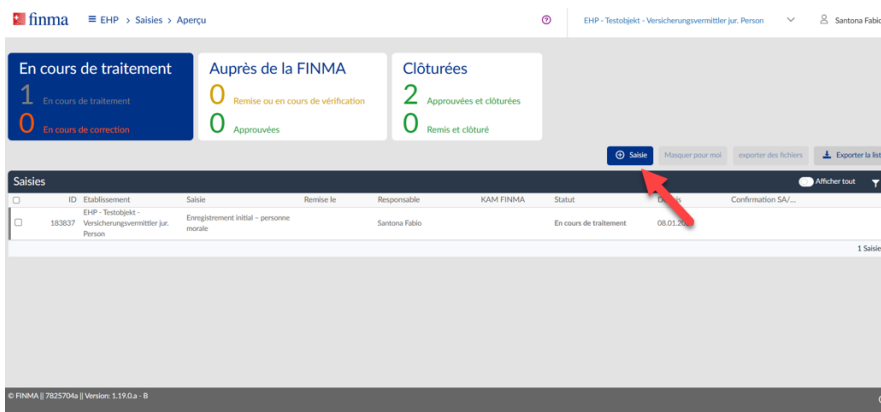 finma EHP > Saisies > Aperçu
EHP - Testobjekt - Versicherungsvermittler jur. Person
Santona Fabio
En cours de traitement
1 En cours de traitement
0 En cours de correction
Auprès de la FINMA
0 Remise ou en cours de vérification
0 Approuvées
Clôturées
2 Approuvées et clôturées
0 Remis et clôturé
Saisie
Masquer pour moi
exporter des fichiers
Exporter la list
Saisies
Afficher tout
ID Etablissement Saisie Remise le Responsable KAM FINMA Statut Confirmation SA/...
183837 EHP - Testobjekt - Versicherungsvermittler jur. Person Enregistrement initial – personne morale Santona Fabio En cours de traitement 08.01.20
1 Saisie
© FINMA || 7825704a || Version: 1.19.0.a - B